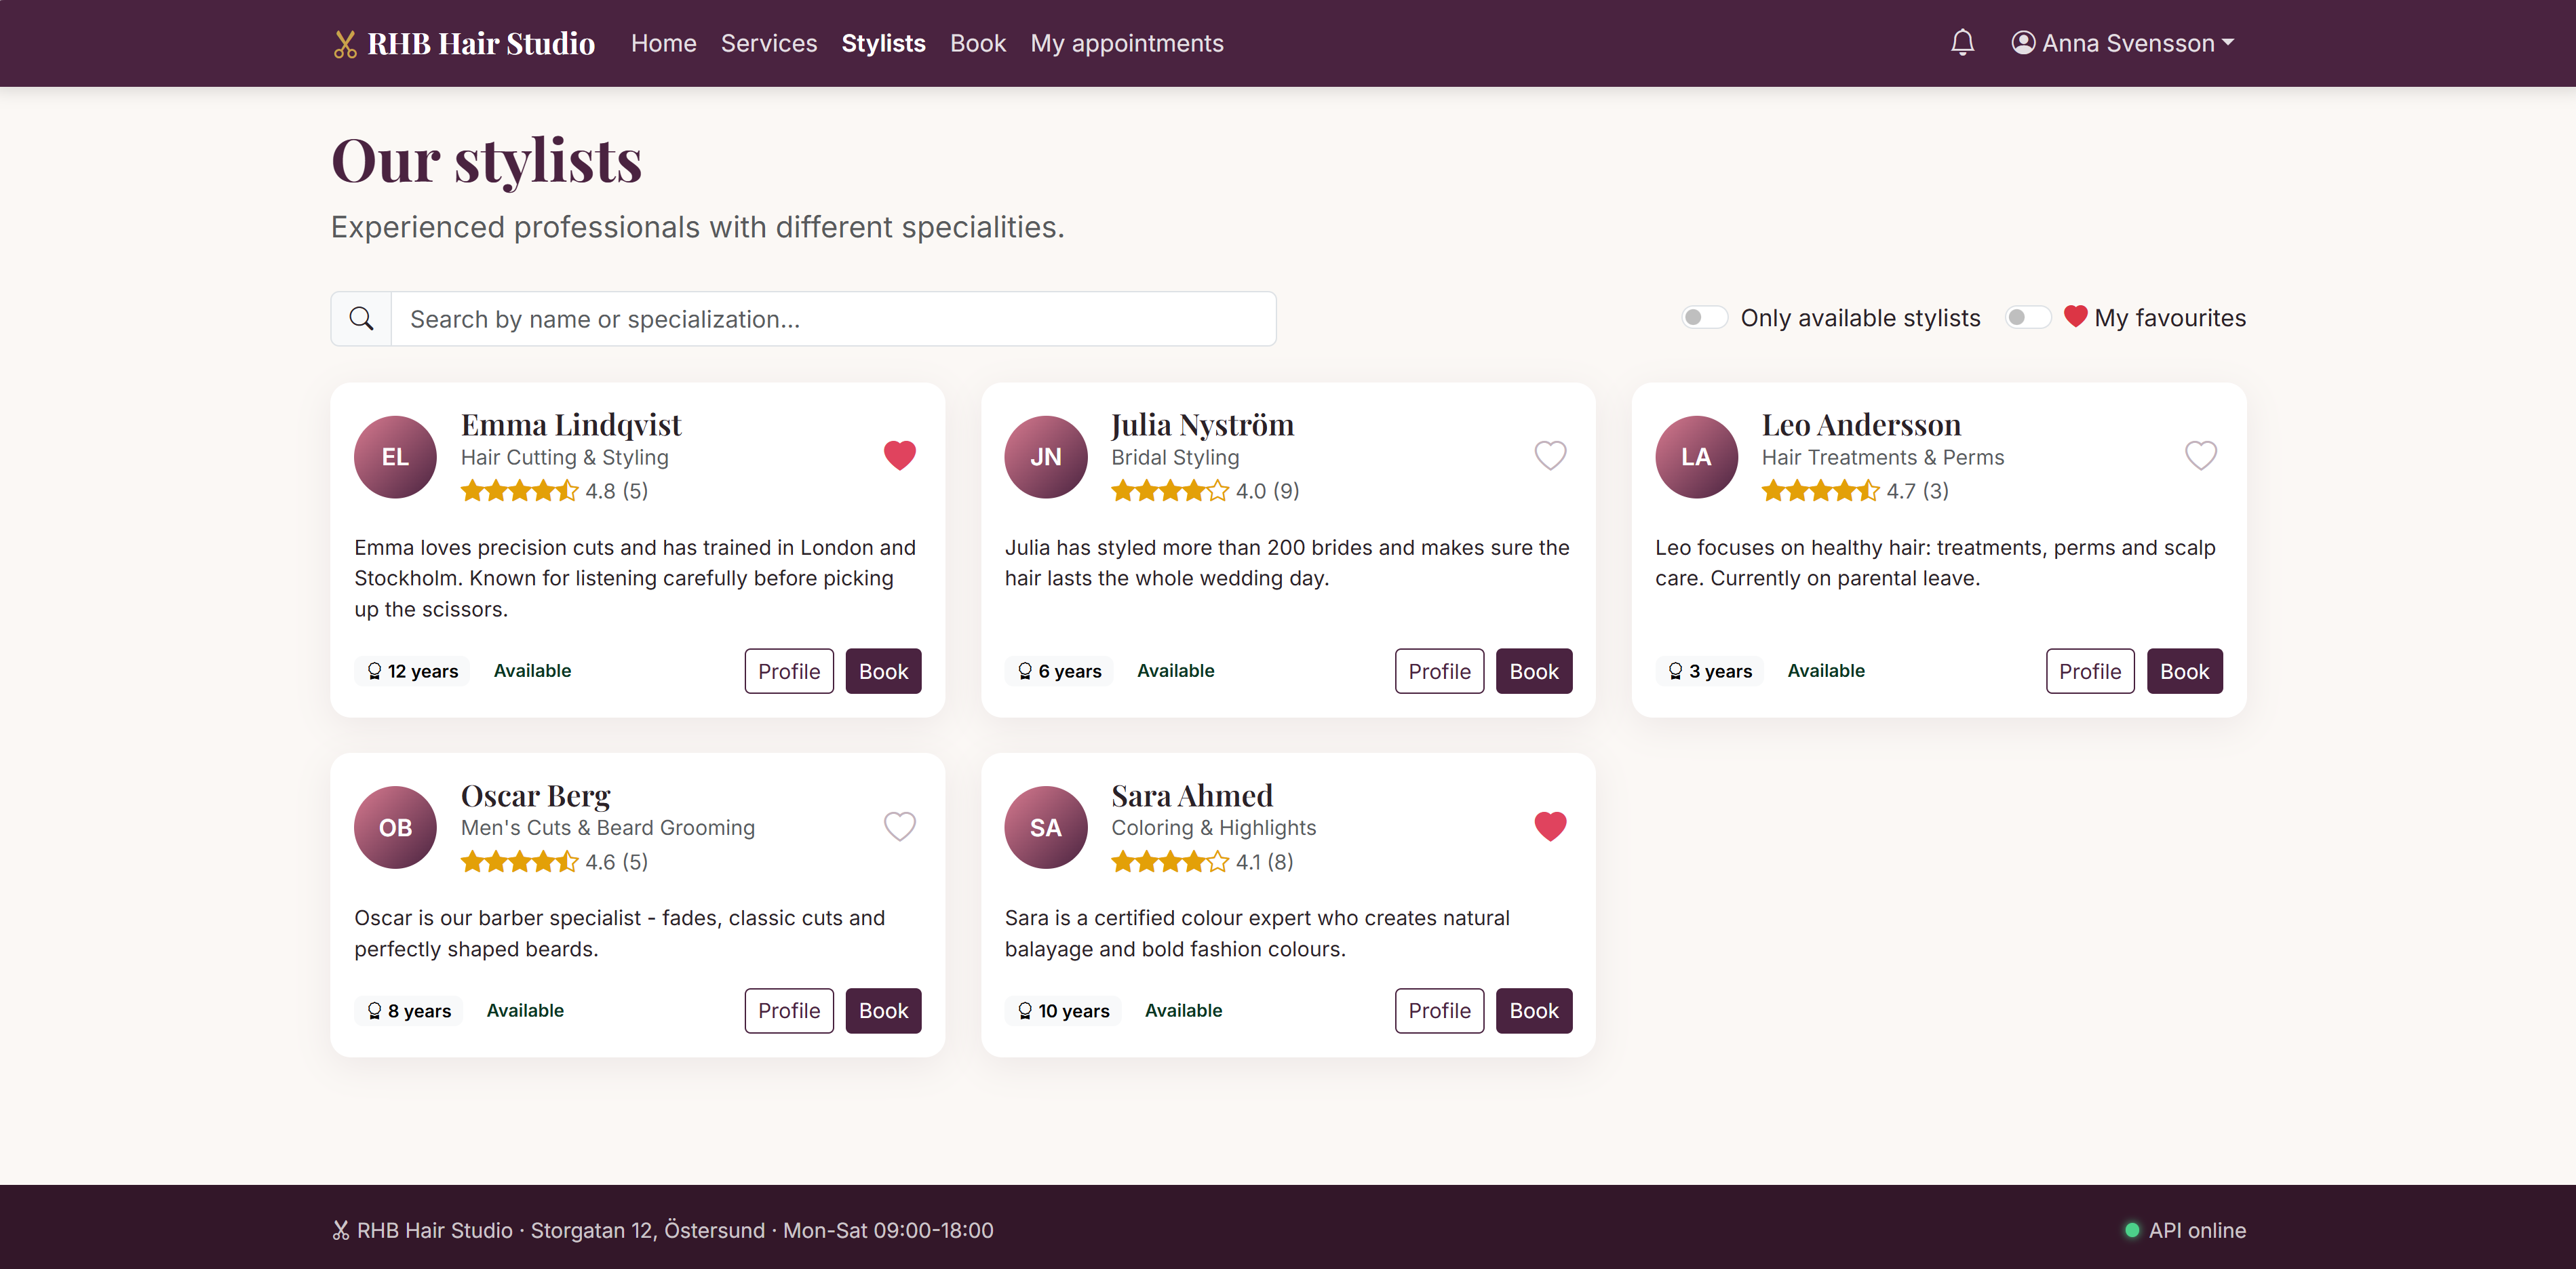 RHB Hair Studio Home Services Stylists Book My appointments Anna Svensson
Our stylists
Experienced professionals with different specialities.
Search by name or specialization...
Only available stylists My favourites
EL
Emma Lindqvist
Hair Cutting & Styling
4.8 (5)
Emma loves precision cuts and has trained in London and
Stockholm. Known for listening carefully before picking
up the scissors.
12 years Available Profile Book
JN
Julia Nyström
Bridal Styling
4.0 (9)
Julia has styled more than 200 brides and makes sure the
hair lasts the whole wedding day.
6 years Available Profile Book
LA
Leo Andersson
Hair Treatments & Perms
4.7 (3)
Leo focuses on healthy hair: treatments, perms and scalp
care. Currently on parental leave.
3 years Available Profile Book
OB
Oscar Berg
Men's Cuts & Beard Grooming
4.6 (5)
Oscar is our barber specialist - fades, classic cuts and
perfectly shaped beards.
8 years Available Profile Book
SA
Sara Ahmed
Coloring & Highlights
4.1 (8)
Sara is a certified colour expert who creates natural
balayage and bold fashion colours.
10 years Available Profile Book
RHB Hair Studio · Storgatan 12, Östersund · Mon-Sat 09:00-18:00
API online